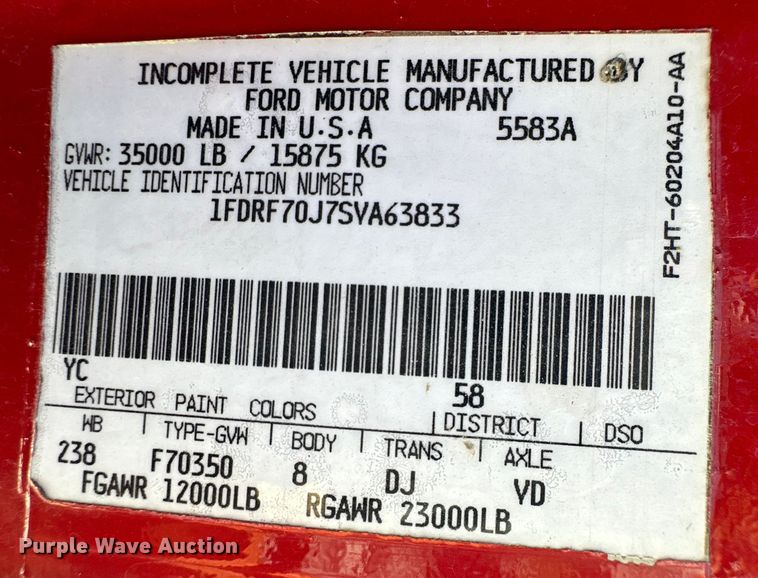 INCOMPLETE VEHICLE MANUFACTURED BY
FORD MOTOR COMPANY
MADE IN U.S.A 5583A
GVWR: 35000 LB / 15875 KG
VEHICLE IDENTIFICATION NUMBER
1FDRF70J7SVA63833
F2HT-60204A10-AA
YC 58
EXTERIOR PAINT COLORS DISTRICT DSO
WB TYPE-GVW BODY TRANS AXLE
238 F70350 8 DJ VD
FGAWR 12000LB RGAWR 23000LB
Purple Wave Auction